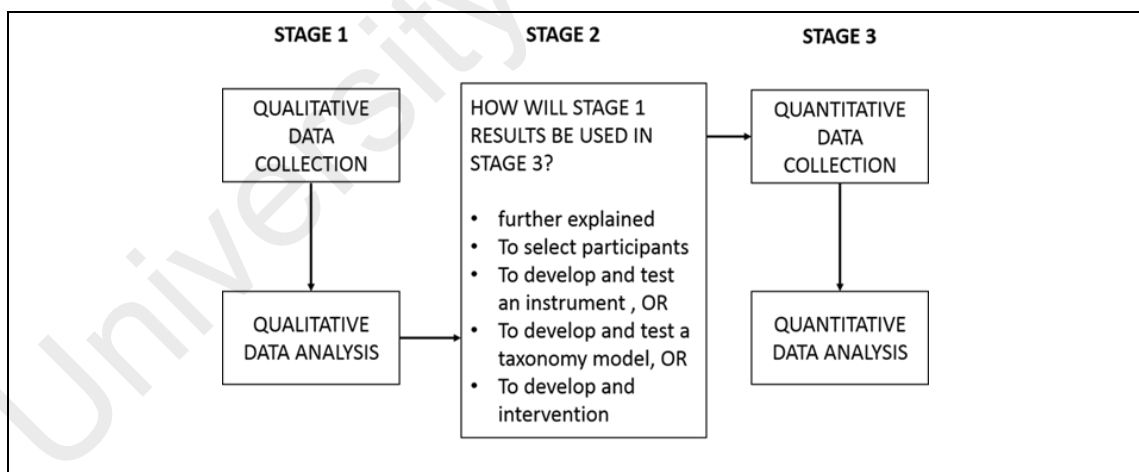 STAGE 1
STAGE 2
STAGE 3
QUALITATIVE
DATA
COLLECTION
QUALITATIVE
DATA ANALYSIS
HOW WILL STAGE 1
RESULTS BE USED IN
STAGE 3?
• further explained
• To select participants
• To develop and test
an instrument , OR
• To develop and test a
taxonomy model, OR
• To develop and
intervention
QUANTITATIVE
DATA
COLLECTION
QUANTITATIVE
DATA ANALYSIS
University